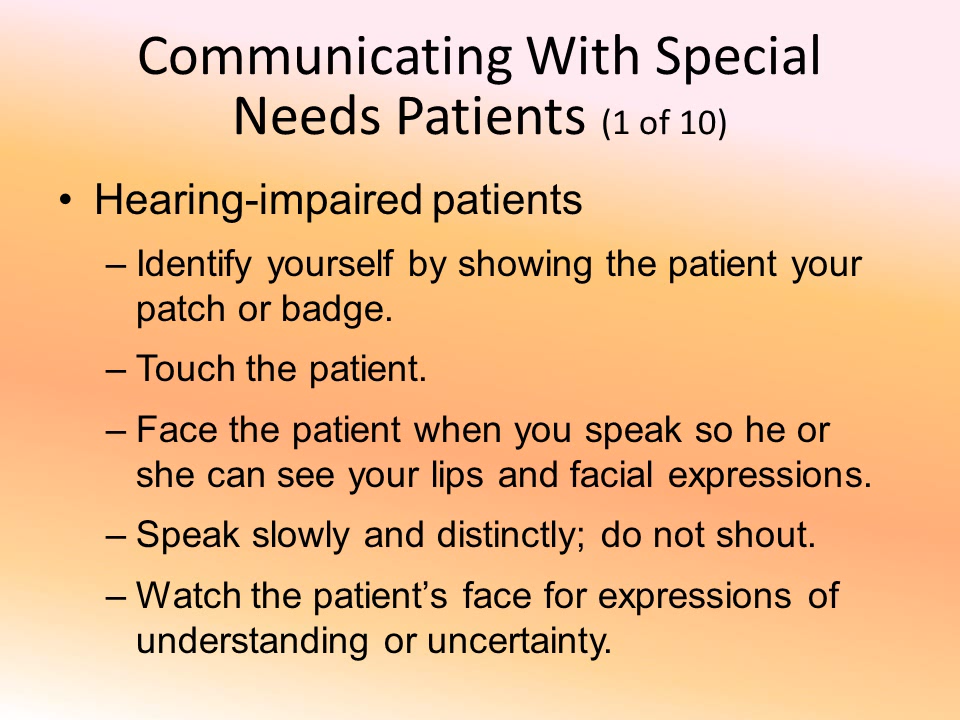 Communicating With Special
Needs Patients (1 of 10)
• Hearing-impaired patients
– Identify yourself by showing the patient your
patch or badge.
– Touch the patient.
– Face the patient when you speak so he or
she can see your lips and facial expressions.
– Speak slowly and distinctly; do not shout.
– Watch the patient’s face for expressions of
understanding or uncertainty.